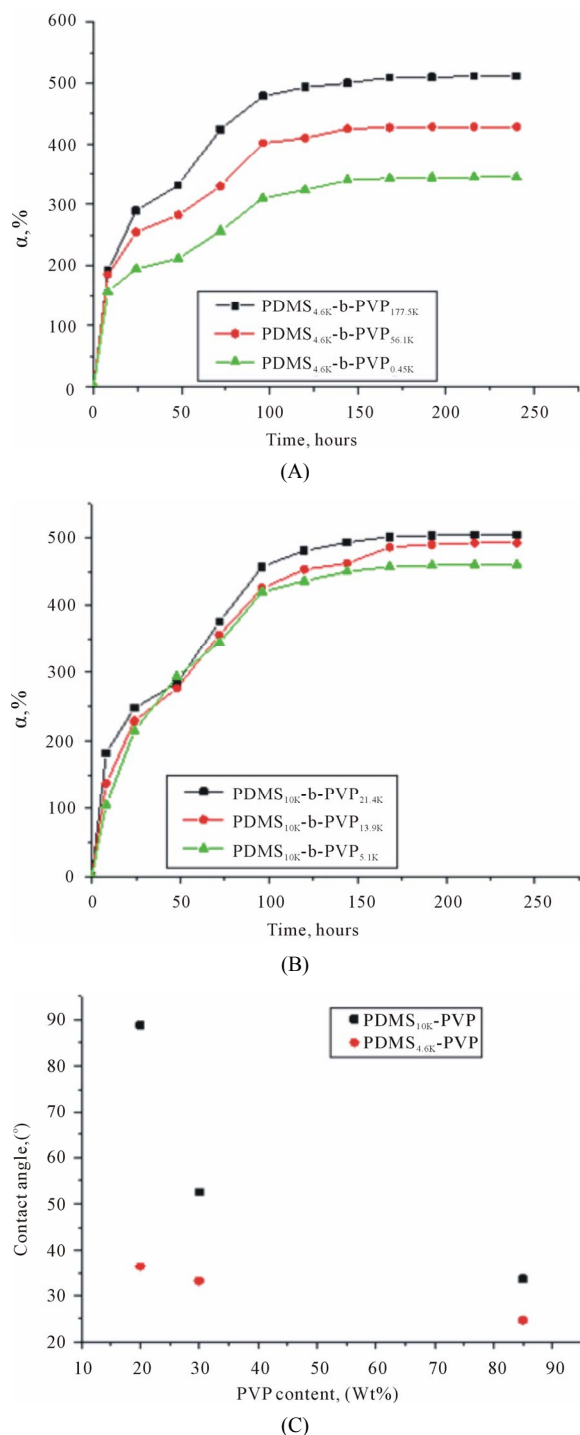 600
500
400
300
200
100
0
α,%
PDMS4.6K-b-PVP177.5K
PDMS4.6K-b-PVP56.1K
PDMS4.6K-b-PVP0.45K
0 50 100 150 200 250
Time, hours
(A)
500
400
300
200
100
0
α,%
PDMS10K-b-PVP21.4K
PDMS10K-b-PVP13.9K
PDMS10K-b-PVP5.1K
0 50 100 150 200 250
Time, hours
(B)
90
80
70
60
50
40
30
20
Contact angle,(°)
PDMS10K-PVP
PDMS4.6K-PVP
10 20 30 40 50 60 70 80 90
PVP content, (Wt%)
(C)